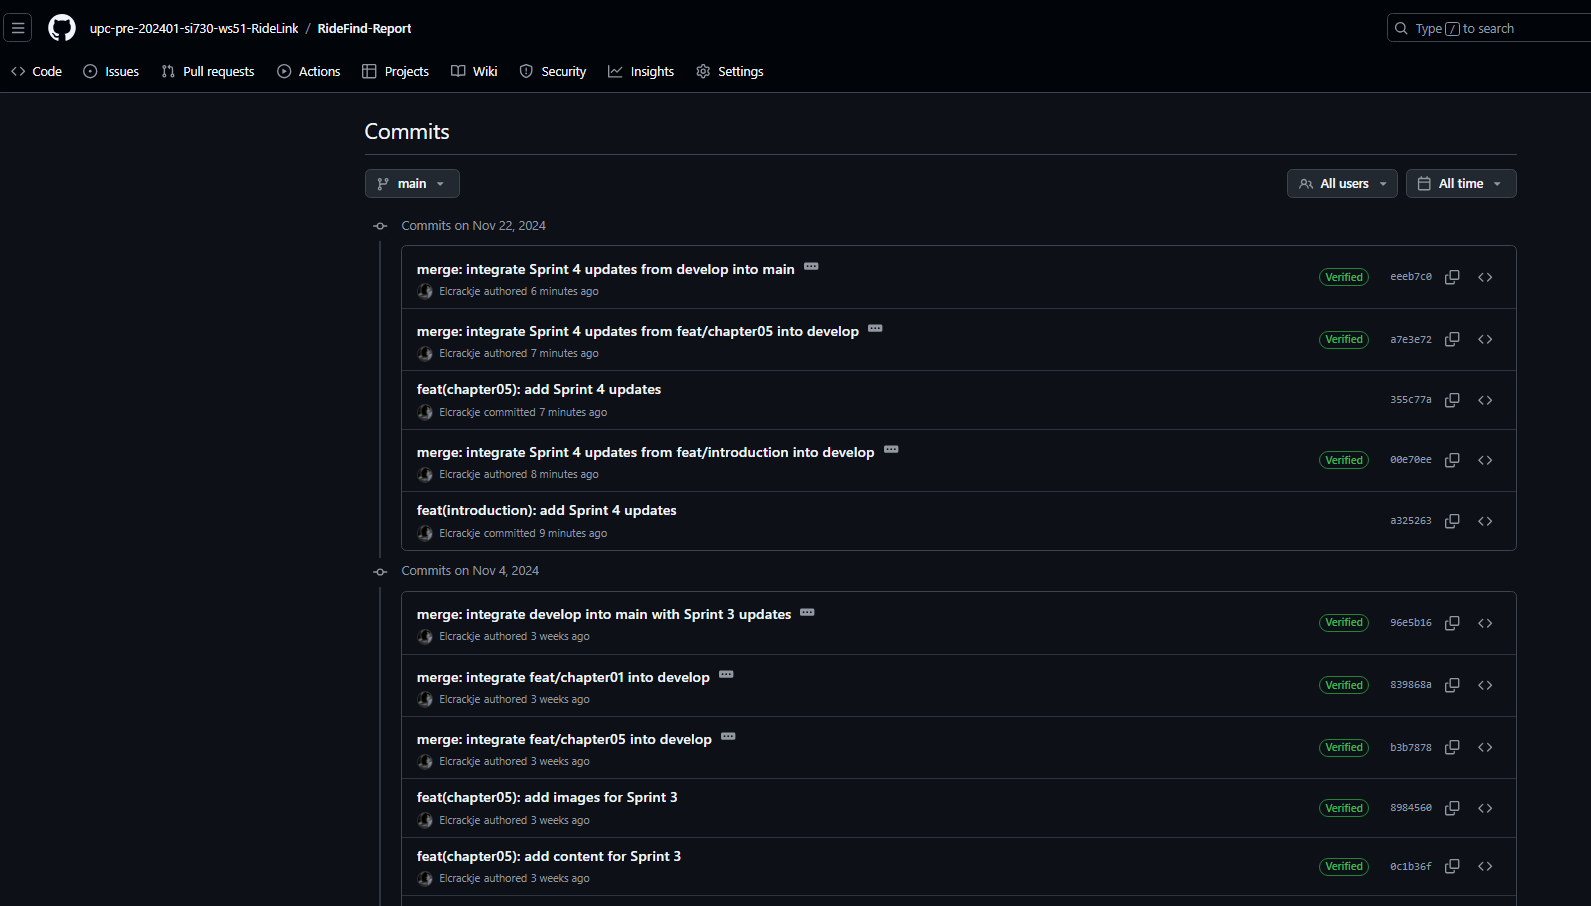 upc-pre-202401-si730-ws51-RideLink / RideFind-Report
Type / to search
Code Issues Pull requests Actions Projects Wiki Security Insights Settings
Commits
main
All users All time
Commits on Nov 22, 2024
merge: integrate Sprint 4 updates from develop into main
Elcrackje authored 6 minutes ago
Verified eeeb7c0
merge: integrate Sprint 4 updates from feat/chapter05 into develop
Elcrackje authored 7 minutes ago
Verified a7e3e72
feat(chapter05): add Sprint 4 updates
Elcrackje committed 7 minutes ago
355c77a
merge: integrate Sprint 4 updates from feat/introduction into develop
Elcrackje authored 8 minutes ago
Verified 00e70ee
feat(introduction): add Sprint 4 updates
Elcrackje committed 9 minutes ago
a325263
Commits on Nov 4, 2024
merge: integrate develop into main with Sprint 3 updates
Elcrackje authored 3 weeks ago
Verified 96e5b16
merge: integrate feat/chapter01 into develop
Elcrackje authored 3 weeks ago
Verified 839868a
merge: integrate feat/chapter05 into develop
Elcrackje authored 3 weeks ago
Verified b3b7878
feat(chapter05): add images for Sprint 3
Elcrackje authored 3 weeks ago
Verified 8984560
feat(chapter05): add content for Sprint 3
Elcrackje authored 3 weeks ago
Verified 0c1b36f